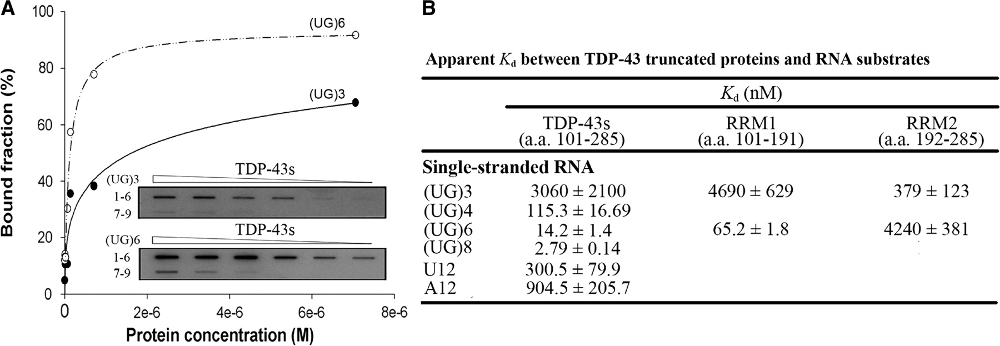 A
Bound fraction (%)
100
80
60
40
20
0
0 2e-6 4e-6 6e-6 8e-6
Protein concentration (M)
(UG)6
(UG)3
TDP-43s
(UG)3
1-6
7-9
TDP-43s
(UG)6
1-6
7-9
B
Apparent Kd between TDP-43 truncated proteins and RNA substrates
Kd (nM)
TDP-43s RRM1 RRM2
(a.a. 101-285) (a.a. 101-191) (a.a. 192-285)
Single-stranded RNA
(UG)3 3060 ± 2100 4690 ± 629 379 ± 123
(UG)4 115.3 ± 16.69
(UG)6 14.2 ± 1.4 65.2 ± 1.8 4240 ± 381
(UG)8 2.79 ± 0.14
U12 300.5 ± 79.9
A12 904.5 ± 205.7